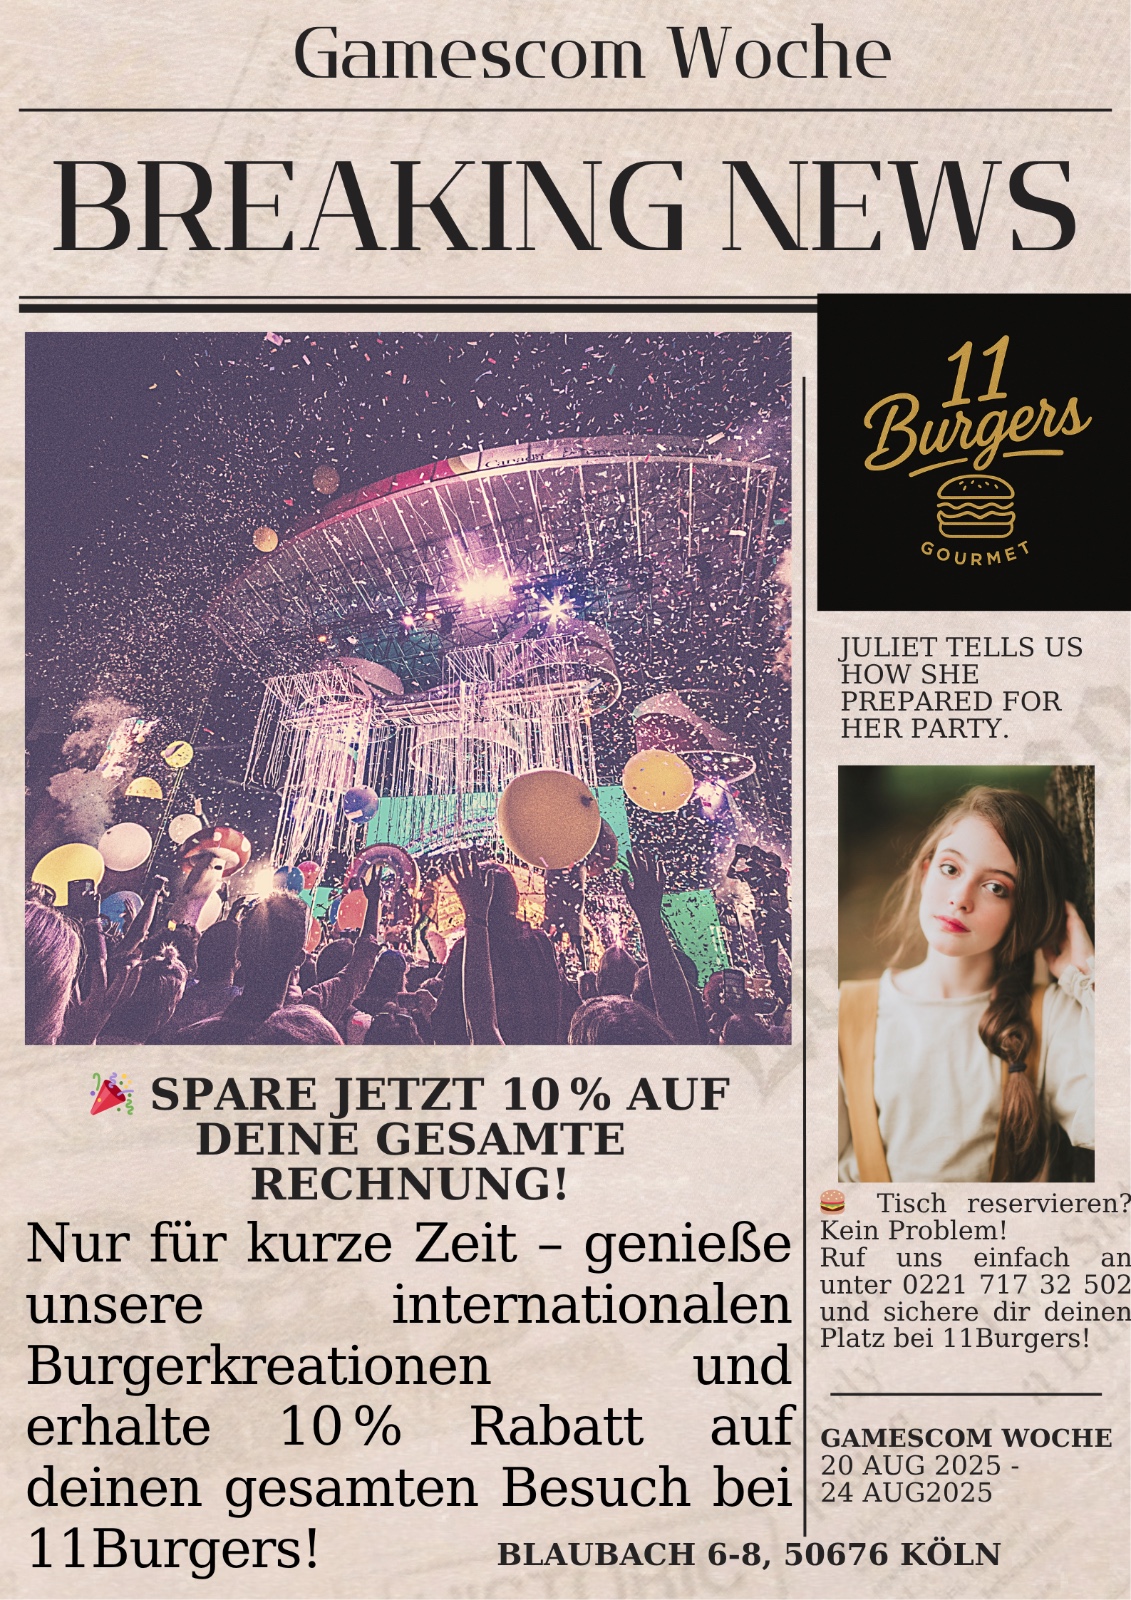 Gamescom Woche
BREAKING NEWS
11
Burgers
GOURMET
JULIET TELLS US
HOW SHE
PREPARED FOR
HER PARTY.
🎉 SPARE JETZT 10 % AUF
DEINE GESAMTE
RECHNUNG!
Nur für kurze Zeit – genieße
unsere internationalen
Burgerkreationen und
erhalte 10 % Rabatt auf
deinen gesamten Besuch bei
11Burgers!
🍔 Tisch reservieren?
Kein Problem!
Ruf uns einfach an
unter 0221 717 32 502
und sichere dir deinen
Platz bei 11Burgers!
GAMESCOM WOCHE
20 AUG 2025 -
24 AUG2025
BLAUBACH 6-8, 50676 KÖLN